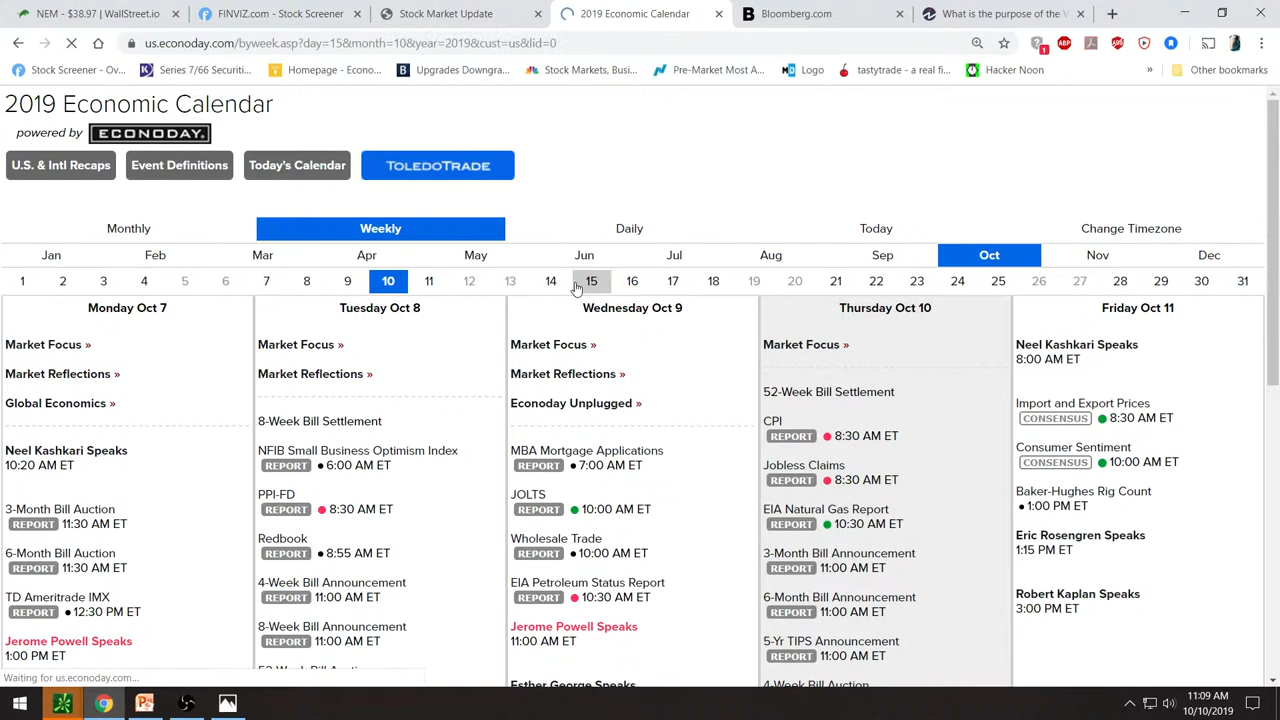 NEM - $38.97 | WallStreet.io
FINVIZ.com - Stock Screener
Stock Market Update
2019 Economic Calendar
Bloomberg.com
What is the purpose of the V
us.econoday.com/byweek.asp?day=15&month=10&year=2019&cust=us&lid=0
Stock Screener - Ov...
Series 7/66 Securiti...
Homepage - Econo...
Upgrades Downgra...
Stock Markets, Busi...
Pre-Market Most A...
Logo
tastytrade - a real fi...
Hacker Noon
Other bookmarks
2019 Economic Calendar
powered by ECONODAY
U.S. & Intl Recaps
Event Definitions
Today's Calendar
TOLEDOTRADE
Monthly Weekly Daily Today Change Timezone
Jan Feb Mar Apr May Jun Jul Aug Sep Oct Nov Dec
1 2 3 4 5 6 7 8 9 10 11 12 13 14 15 16 17 18 19 20 21 22 23 24 25 26 27 28 29 30 31
Monday Oct 7
Market Focus »
Market Reflections »
Global Economics »
Neel Kashkari Speaks
10:20 AM ET
3-Month Bill Auction
REPORT 11:30 AM ET
6-Month Bill Auction
REPORT 11:30 AM ET
TD Ameritrade IMX
REPORT 12:30 PM ET
Jerome Powell Speaks
1:00 PM ET
Tuesday Oct 8
Market Focus »
Market Reflections »
8-Week Bill Settlement
NFIB Small Business Optimism Index
REPORT 6:00 AM ET
PPI-FD
REPORT 8:30 AM ET
Redbook
REPORT 8:55 AM ET
4-Week Bill Announcement
REPORT 11:00 AM ET
8-Week Bill Announcement
REPORT 11:00 AM ET
52-Week Bill Auction
Wednesday Oct 9
Market Focus »
Market Reflections »
Econoday Unplugged »
MBA Mortgage Applications
REPORT 7:00 AM ET
JOLTS
REPORT 10:00 AM ET
Wholesale Trade
REPORT 10:00 AM ET
EIA Petroleum Status Report
REPORT 10:30 AM ET
Jerome Powell Speaks
11:00 AM ET
Esther George Speaks
Thursday Oct 10
Market Focus »
52-Week Bill Settlement
CPI
REPORT 8:30 AM ET
Jobless Claims
REPORT 8:30 AM ET
EIA Natural Gas Report
REPORT 10:30 AM ET
3-Month Bill Announcement
REPORT 11:00 AM ET
6-Month Bill Announcement
REPORT 11:00 AM ET
5-Yr TIPS Announcement
REPORT 11:00 AM ET
4-Week Bill Auction
Friday Oct 11
Neel Kashkari Speaks
8:00 AM ET
Import and Export Prices
CONSENSUS 8:30 AM ET
Consumer Sentiment
CONSENSUS 10:00 AM ET
Baker-Hughes Rig Count
1:00 PM ET
Eric Rosengren Speaks
1:15 PM ET
Robert Kaplan Speaks
3:00 PM ET
Waiting for us.econoday.com...
11:09 AM
10/10/2019